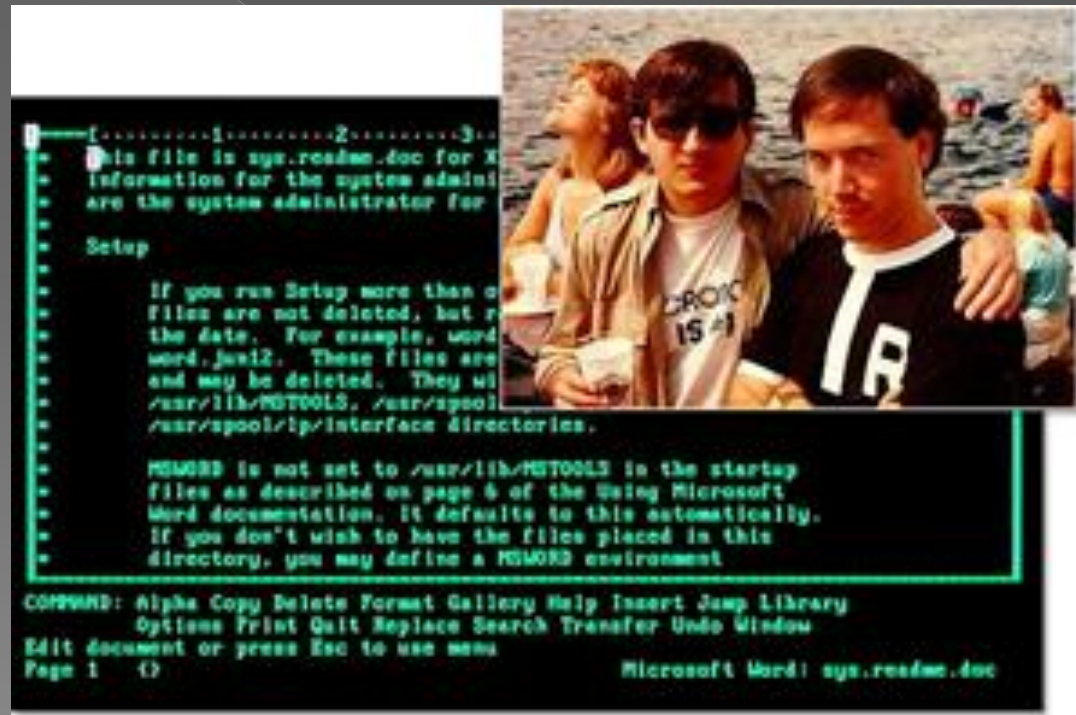 [·········1·········2·········3··
This file is sys.readme.doc for X
information for the system admini
are the system administrator for
Setup
If you run Setup more than o
files are not deleted, but r
the date. For example, word
word.jun12. These files are
and may be deleted. They wi
/usr/lib/MSTOOLS, /usr/spool
/usr/spool/lp/interface directories.
MSWORD is not set to /usr/lib/MSTOOLS in the startup
files as described on page 6 of the Using Microsoft
Word documentation. It defaults to this automatically.
If you don't wish to have the files placed in this
directory, you may define a MSWORD environment
COMMAND: Alpha Copy Delete Format Gallery Help Insert Jump Library
Options Print Quit Replace Search Transfer Undo Window
Edit document or press Esc to use menu
Page 1 {} Microsoft Word: sys.readme.doc
IS
R